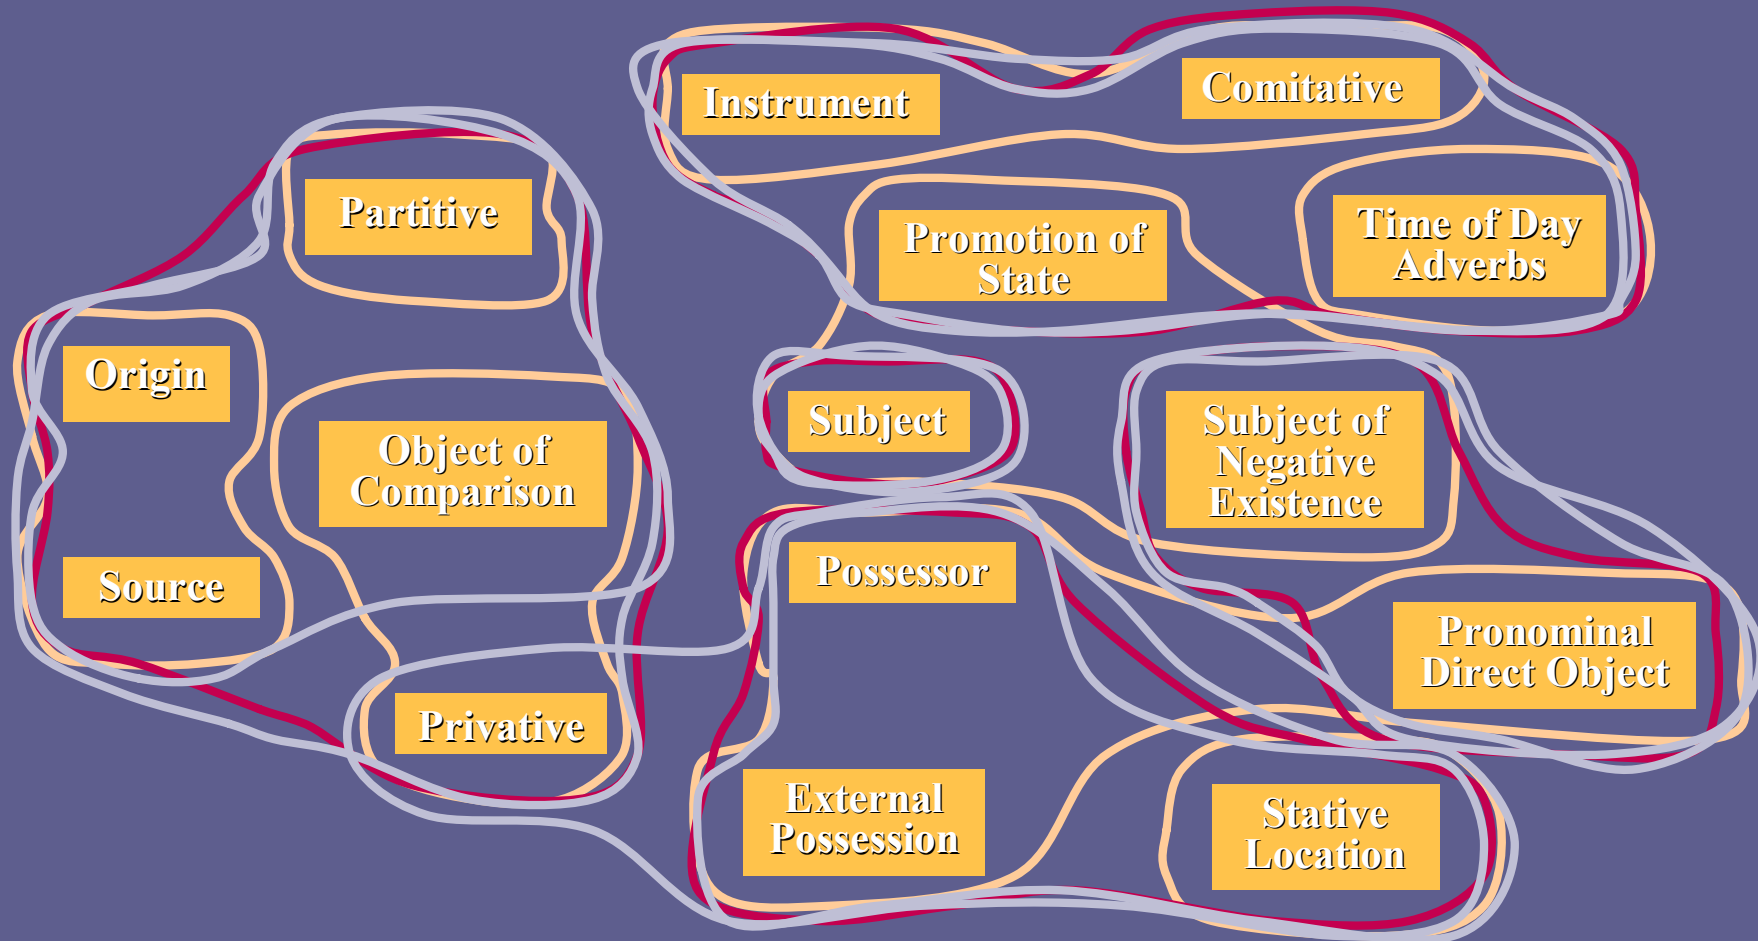 Instrument
Comitative
Partitive
Promotion of
State
Time of Day
Adverbs
Origin
Object of
Comparison
Subject
Subject of
Negative
Existence
Source
Possessor
Pronominal
Direct Object
Privative
External
Possession
Stative
Location